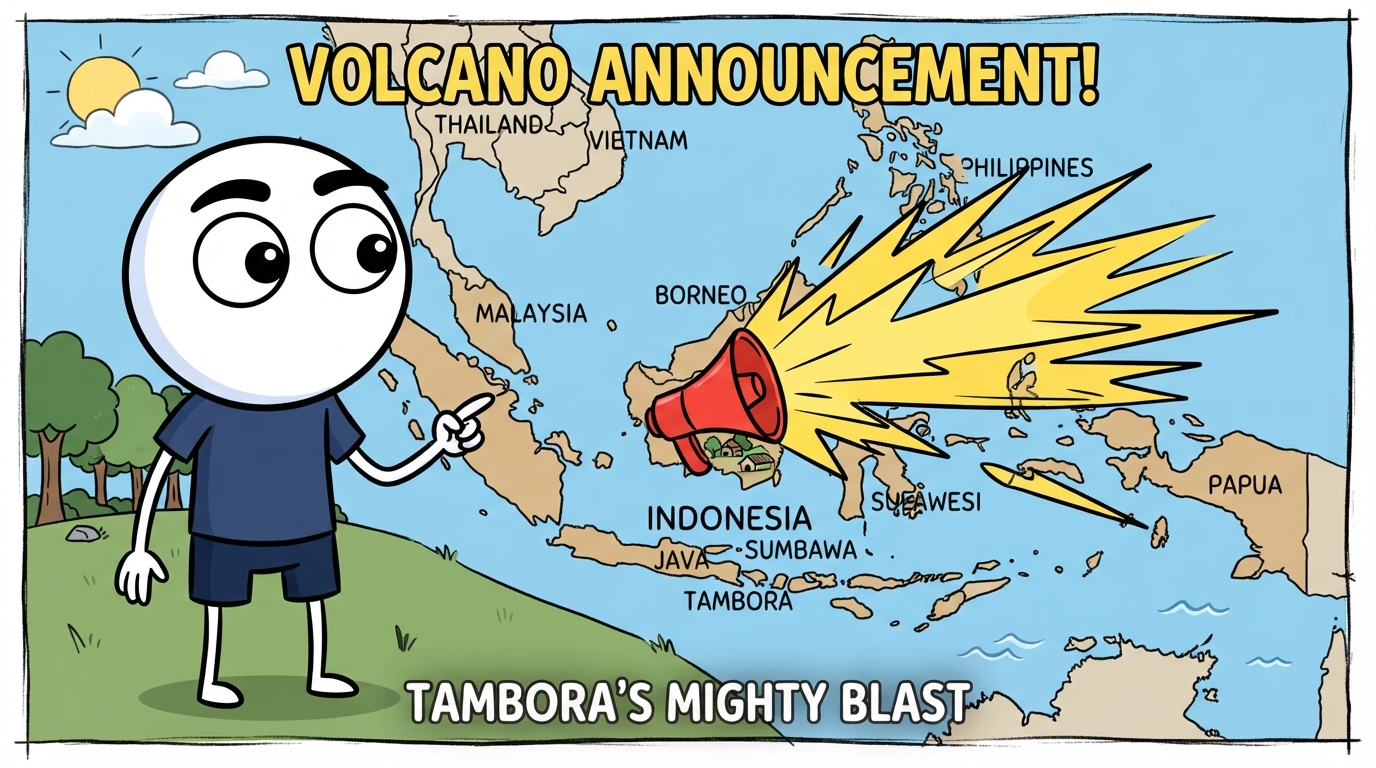 VOLCANO ANNOUNCEMENT!
THAILAND
VIETNAM
PHILIPPINES
BORNEO
MALAYSIA
PAPUA
SULAWESI
INDONESIA
SUMBAWA
JAVA
TAMBORA
TAMBORA'S MIGHTY BLAST